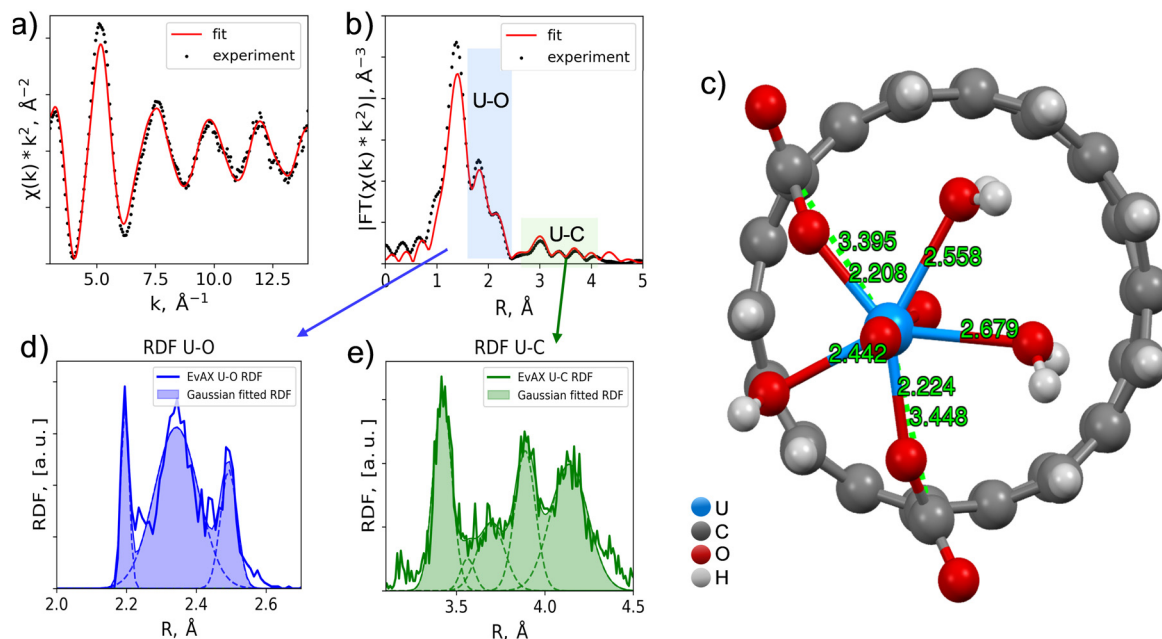 a)
fit
experiment
χ(k) * k², Å⁻²
5.0 7.5 10.0 12.5
k, Å⁻¹
b)
fit
experiment
U-O
U-C
|FT(χ(k) * k²)|, Å⁻³
0 1 2 3 4 5
R, Å
c)
3.395
2.208
2.558
2.679
2.442
2.224
3.448
U
C
O
H
d)
RDF U-O
EvAX U-O RDF
Gaussian fitted RDF
RDF, [a. u.]
2.0 2.2 2.4 2.6
R, Å
e)
RDF U-C
EvAX U-C RDF
Gaussian fitted RDF
RDF, [a. u.]
3.5 4.0 4.5
R, Å